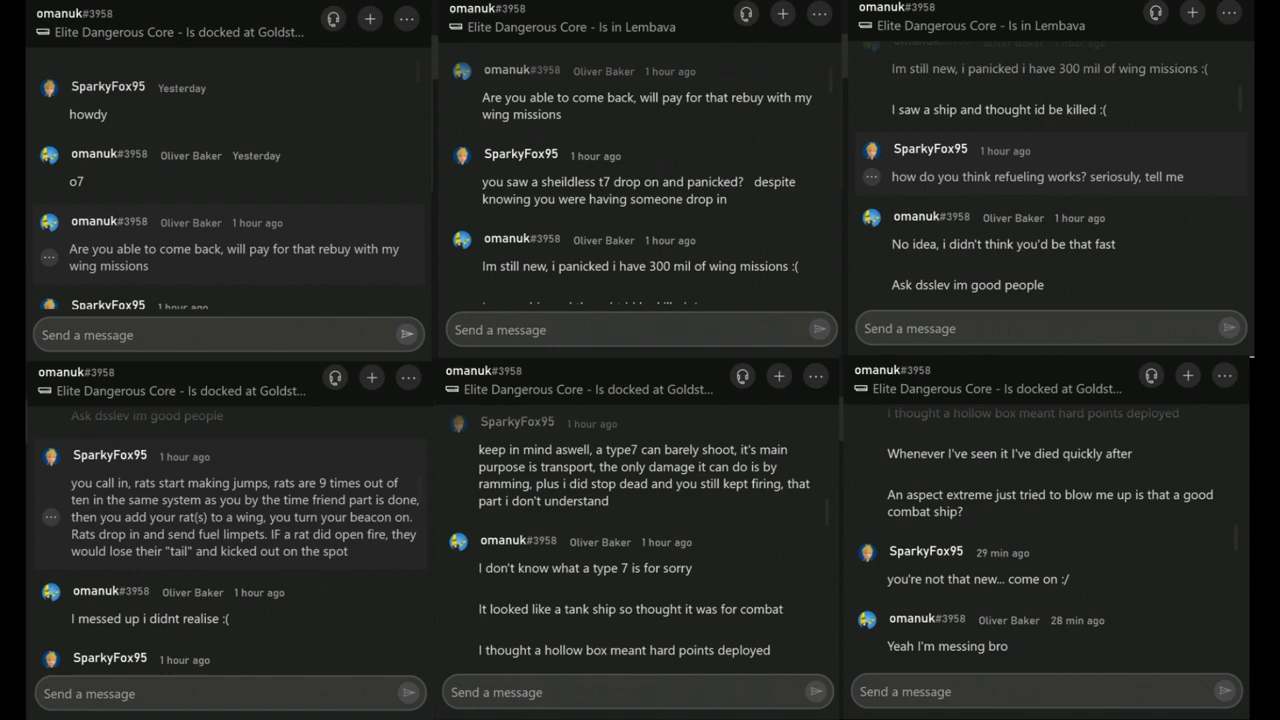 omanuk#3958
Elite Dangerous Core - Is docked at Goldst...
SparkyFox95 Yesterday
howdy
omanuk#3958 Oliver Baker Yesterday
o7
omanuk#3958 Oliver Baker 1 hour ago
Are you able to come back, will pay for that rebuy with my
wing missions
SparkyFox95 1 hour ago
Send a message
omanuk#3958
Elite Dangerous Core - Is in Lembava
omanuk#3958 Oliver Baker 1 hour ago
Are you able to come back, will pay for that rebuy with my
wing missions
SparkyFox95 1 hour ago
you saw a sheildless t7 drop on and panicked? despite
knowing you were having someone drop in
omanuk#3958 Oliver Baker 1 hour ago
Im still new, i panicked i have 300 mil of wing missions :(
Send a message
omanuk#3958
Elite Dangerous Core - Is in Lembava
omanuk#3958 Oliver Baker 1 hour ago
Im still new, i panicked i have 300 mil of wing missions :(
I saw a ship and thought id be killed :(
SparkyFox95 1 hour ago
how do you think refueling works? seriosuly, tell me
omanuk#3958 Oliver Baker 1 hour ago
No idea, i didn't think you'd be that fast
Ask dsslev im good people
Send a message
omanuk#3958
Elite Dangerous Core - Is docked at Goldst...
Ask dsslev im good people
SparkyFox95 1 hour ago
you call in, rats start making jumps, rats are 9 times out of
ten in the same system as you by the time friend part is done,
then you add your rat(s) to a wing, you turn your beacon on.
Rats drop in and send fuel limpets. IF a rat did open fire, they
would lose their "tail" and kicked out on the spot
omanuk#3958 Oliver Baker 1 hour ago
I messed up i didnt realise :(
SparkyFox95 1 hour ago
Send a message
omanuk#3958
Elite Dangerous Core - Is docked at Goldst...
SparkyFox95 1 hour ago
keep in mind aswell, a type7 can barely shoot, it's main
purpose is transport, the only damage it can do is by
ramming, plus i did stop dead and you still kept firing, that
part i don't understand
omanuk#3958 Oliver Baker 1 hour ago
I don't know what a type 7 is for sorry
It looked like a tank ship so thought it was for combat
I thought a hollow box meant hard points deployed
Send a message
omanuk#3958
Elite Dangerous Core - Is docked at Goldst...
I thought a hollow box meant hard points deployed
Whenever I've seen it I've died quickly after
An aspect extreme just tried to blow me up is that a good
combat ship?
SparkyFox95 29 min ago
you're not that new... come on :/
omanuk#3958 Oliver Baker 28 min ago
Yeah I'm messing bro
Send a message